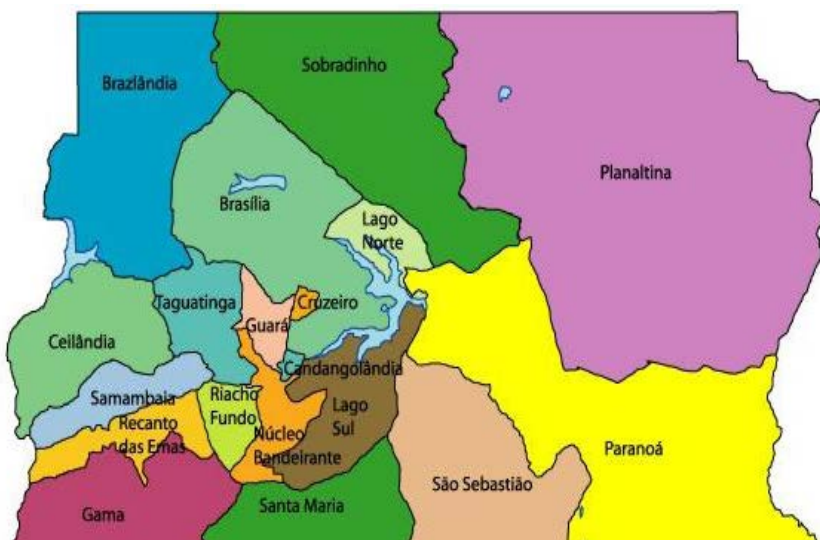 Sobradinho
Brazlândia
Planaltina
Brasília
Lago
Norte
Taguatinga
Cruzeiro
Guará
Ceilândia
Candangolândia
Samambaia
Riacho
Fundo
Lago
Sul
Recanto
das Emas
Núcleo
Bandeirante
Paranoá
São Sebastião
Santa Maria
Gama